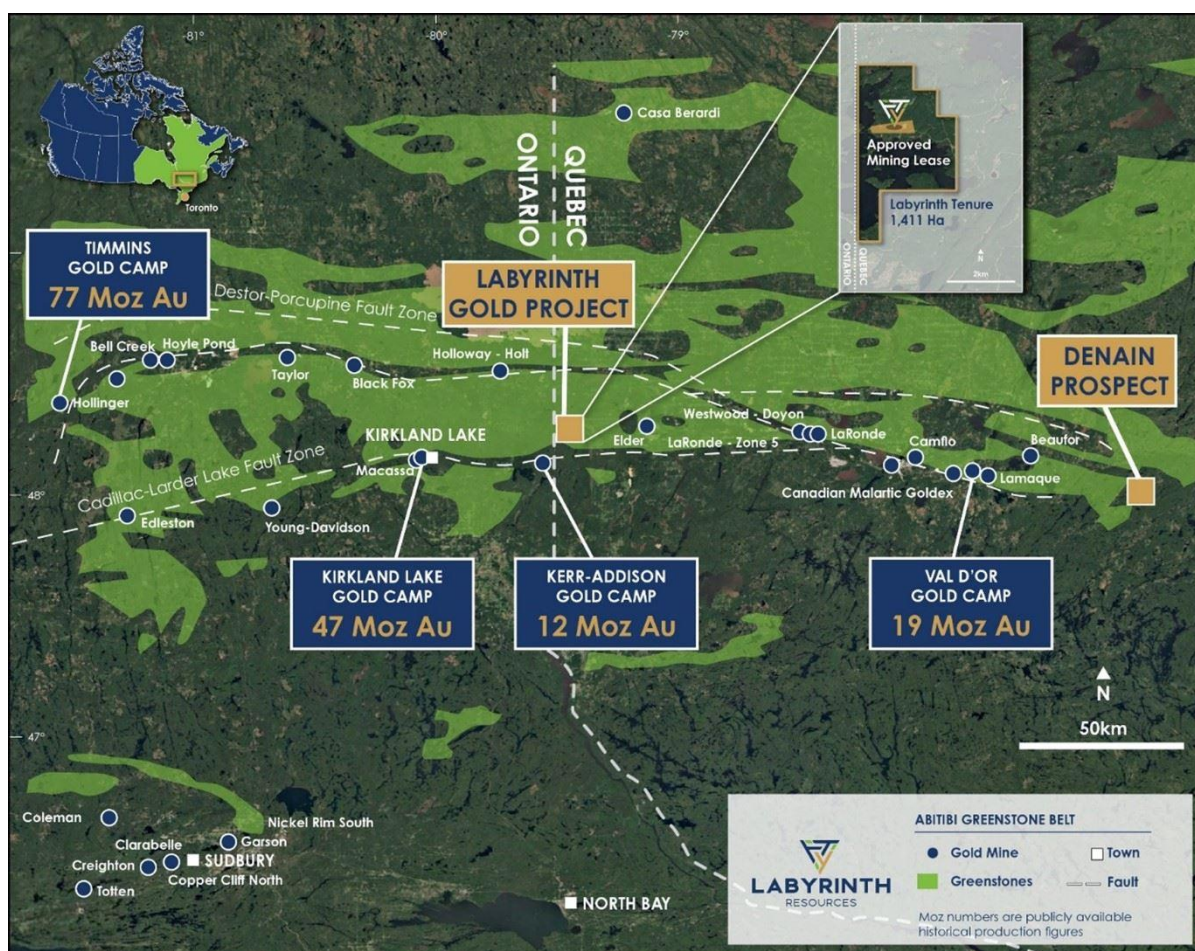 -81
-80
-79
Toronto
Casa Berardi
ONTARIO
QUEBEC
Approved
Mining Lease
Labyrinth Tenure
1,411 Ha
ONTARIO
QUEBEC
N
2km
TIMMINS
GOLD CAMP
77 Moz Au
Destor-Porcupine Fault Zone
LABYRINTH
GOLD PROJECT
DENAIN
PROSPECT
Bell Creek
Hoyle Pond
Hollinger
Taylor
Black Fox
Holloway - Holt
KIRKLAND LAKE
Macassa
Elder
Westwood - Doyon
LaRonde
LaRonde - Zone 5
Camflo
Beaufor
Canadian Malartic
Goldex
Lamaque
48°
Cadillac-Larder Lake Fault Zone
Edleston
Young-Davidson
KIRKLAND LAKE
GOLD CAMP
47 Moz Au
KERR-ADDISON
GOLD CAMP
12 Moz Au
VAL D'OR
GOLD CAMP
19 Moz Au
N
50km
47°
Coleman
Nickel Rim South
Clarabelle
Garson
Creighton
SUDBURY
Copper Cliff North
Totten
NORTH BAY
LABYRINTH
RESOURCES
ABITIBI GREENSTONE BELT
Gold Mine
Town
Greenstones
Fault
Moz numbers are publicly available
historical production figures